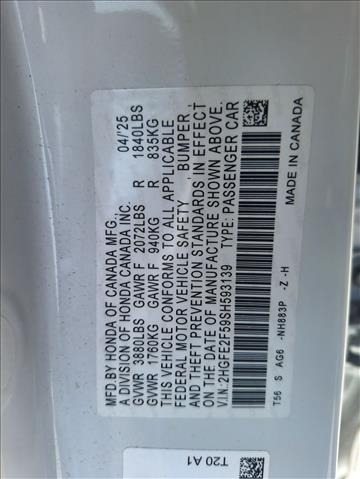 MFD.BY HONDA OF CANADA MFG., 04/25
A DIVISION OF HONDA CANADA INC.
GVWR 3880LBS GAWR F 2072LBS R 1840LBS
GVWR 1760KG GAWR F 940KG R 835KG
THIS VEHICLE CONFORMS TO ALL APPLICABLE
FEDERAL MOTOR VEHICLE SAFETY, BUMPER,
AND THEFT PREVENTION STANDARDS IN EFFECT
ON THE DATE OF MANUFACTURE SHOWN ABOVE.
V.I.N.:2HGFE2F59SH593139 TYPE: PASSENGER CAR
T56 S AG6 -NH883P -Z -H MADE IN CANADA
T20 A1